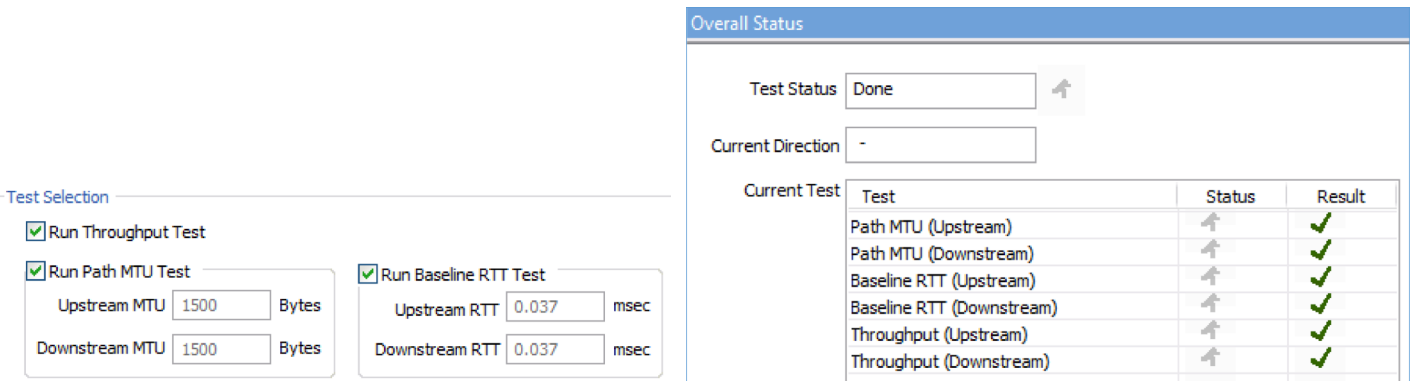 Test Selection
Run Throughput Test
Run Path MTU Test
Upstream MTU 1500 Bytes
Downstream MTU 1500 Bytes
Run Baseline RTT Test
Upstream RTT 0.037 msec
Downstream RTT 0.037 msec
Overall Status
Test Status Done
Current Direction -
Current Test
Test Status Result
Path MTU (Upstream)
Path MTU (Downstream)
Baseline RTT (Upstream)
Baseline RTT (Downstream)
Throughput (Upstream)
Throughput (Downstream)